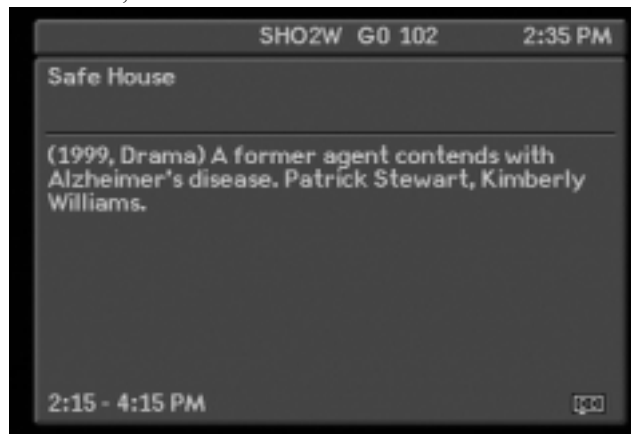 SHO2W G0 102 2:35 PM
Safe House
(1999, Drama) A former agent contends with
Alzheimer's disease. Patrick Stewart, Kimberly
Williams.
2:15 - 4:15 PM